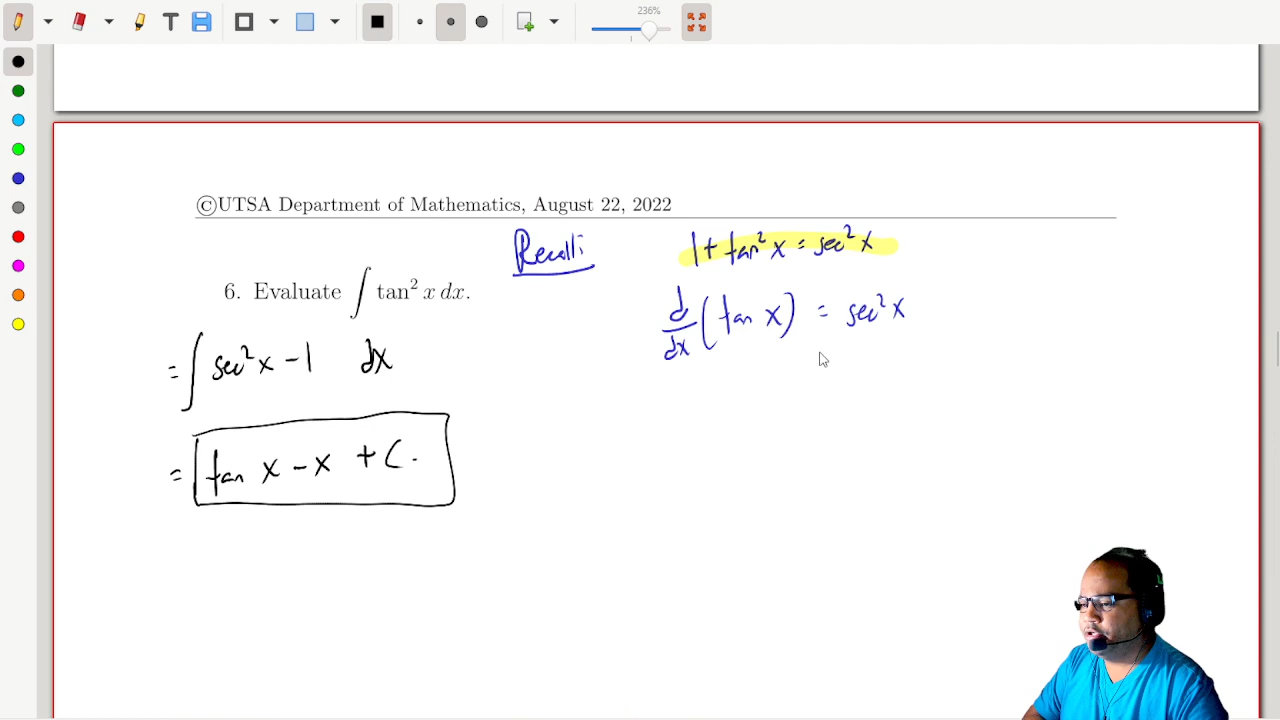 236%
©UTSA Department of Mathematics, August 22, 2022
Recall: 1 + tan² x = sec² x
6. Evaluate ∫ tan² x dx.
d/dx (tan x) = sec² x
= ∫ sec² x − 1 dx
= tan x − x + C.